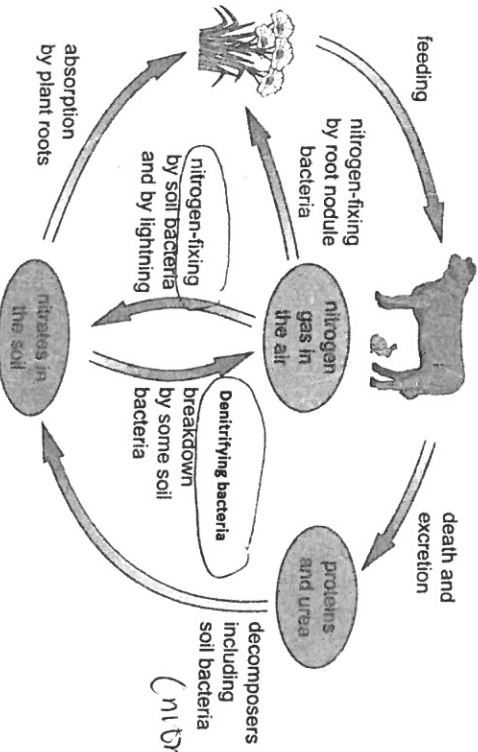 feeding
nitrogen-fixing
by root nodule
bacteria
absorption
by plant roots
nitrogen-fixing
by soil bacteria
and by lightning
nitrogen
gas in
the air
nitrates in
the soil
Denitrifying bacteria
breakdown
by some soil
bacteria
death and
excretion
proteins
and urea
decomposers
including
soil bacteria